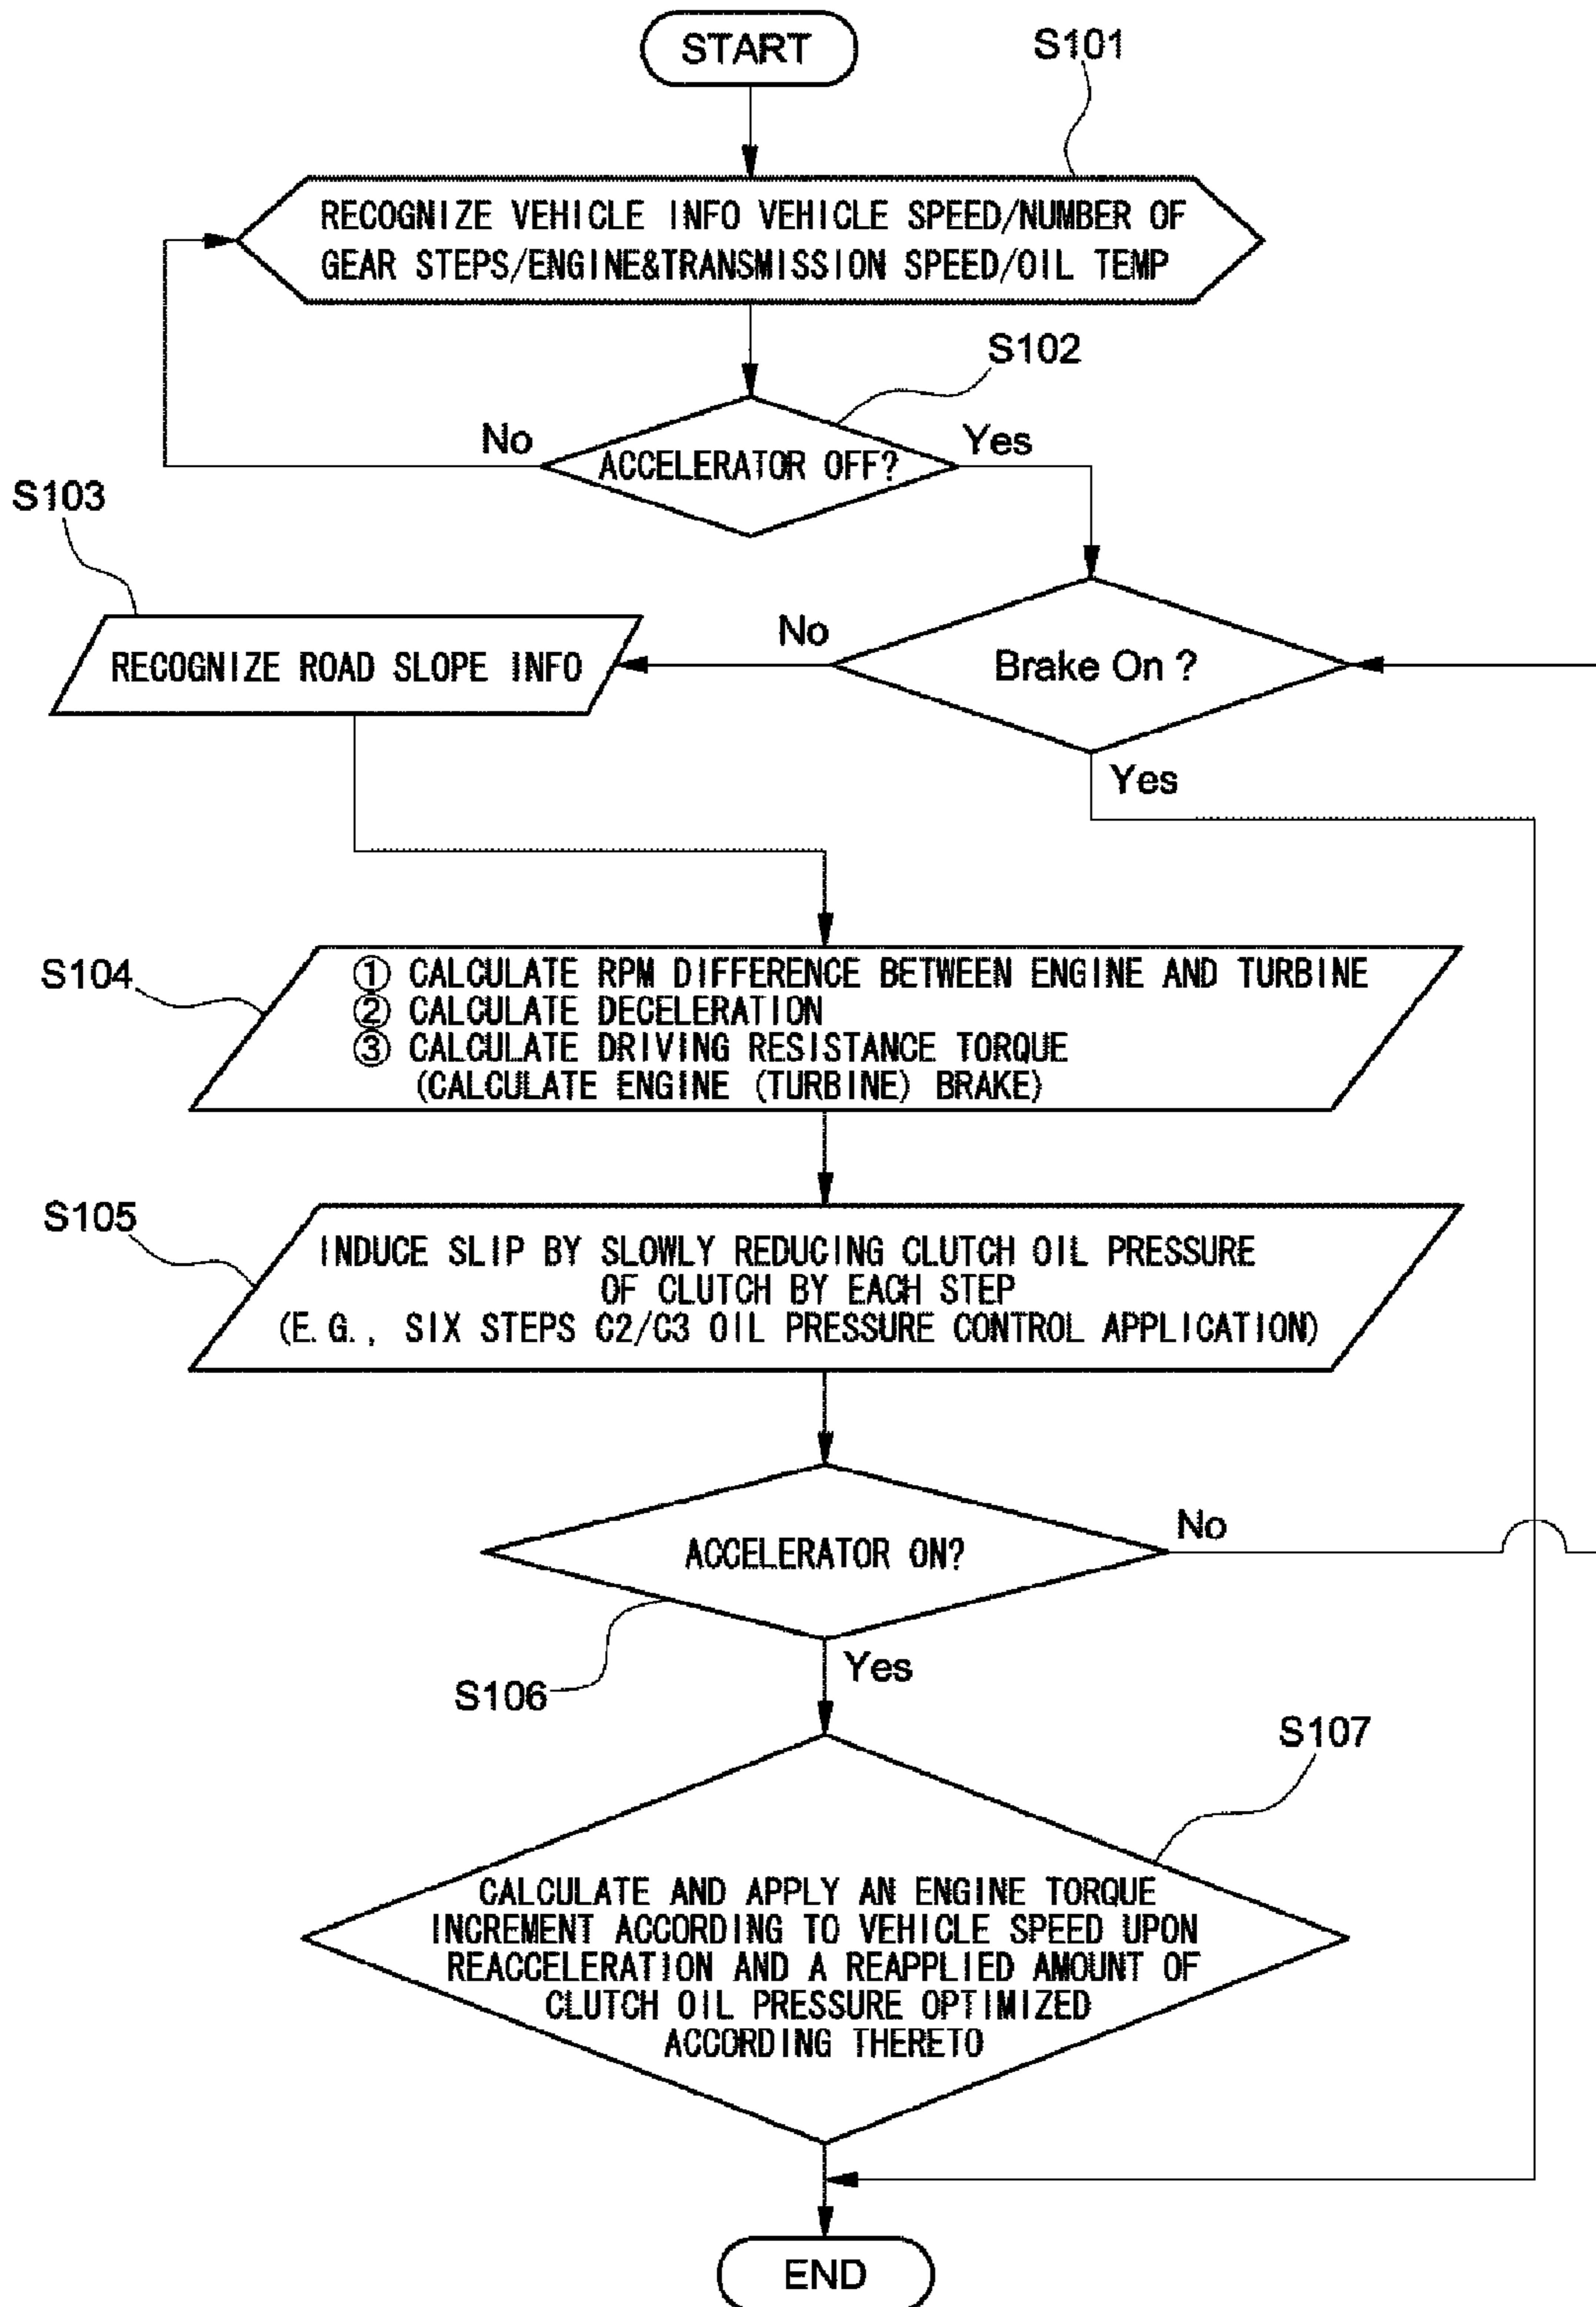 START
S101
RECOGNIZE VEHICLE INFO VEHICLE SPEED/NUMBER OF
GEAR STEPS/ENGINE&TRANSMISSION SPEED/OIL TEMP
S102
No
Yes
ACCELERATOR OFF?
S103
No
RECOGNIZE ROAD SLOPE INFO
Brake On ?
Yes
S104
① CALCULATE RPM DIFFERENCE BETWEEN ENGINE AND TURBINE
② CALCULATE DECELERATION
③ CALCULATE DRIVING RESISTANCE TORQUE
(CALCULATE ENGINE (TURBINE) BRAKE)
S105
INDUCE SLIP BY SLOWLY REDUCING CLUTCH OIL PRESSURE
OF CLUTCH BY EACH STEP
(E.G., SIX STEPS C2/C3 OIL PRESSURE CONTROL APPLICATION)
No
ACCELERATOR ON?
Yes
S106
S107
CALCULATE AND APPLY AN ENGINE TORQUE
INCREMENT ACCORDING TO VEHICLE SPEED UPON
REACCELERATION AND A REAPPLIED AMOUNT OF
CLUTCH OIL PRESSURE OPTIMIZED
ACCORDING THERETO
END